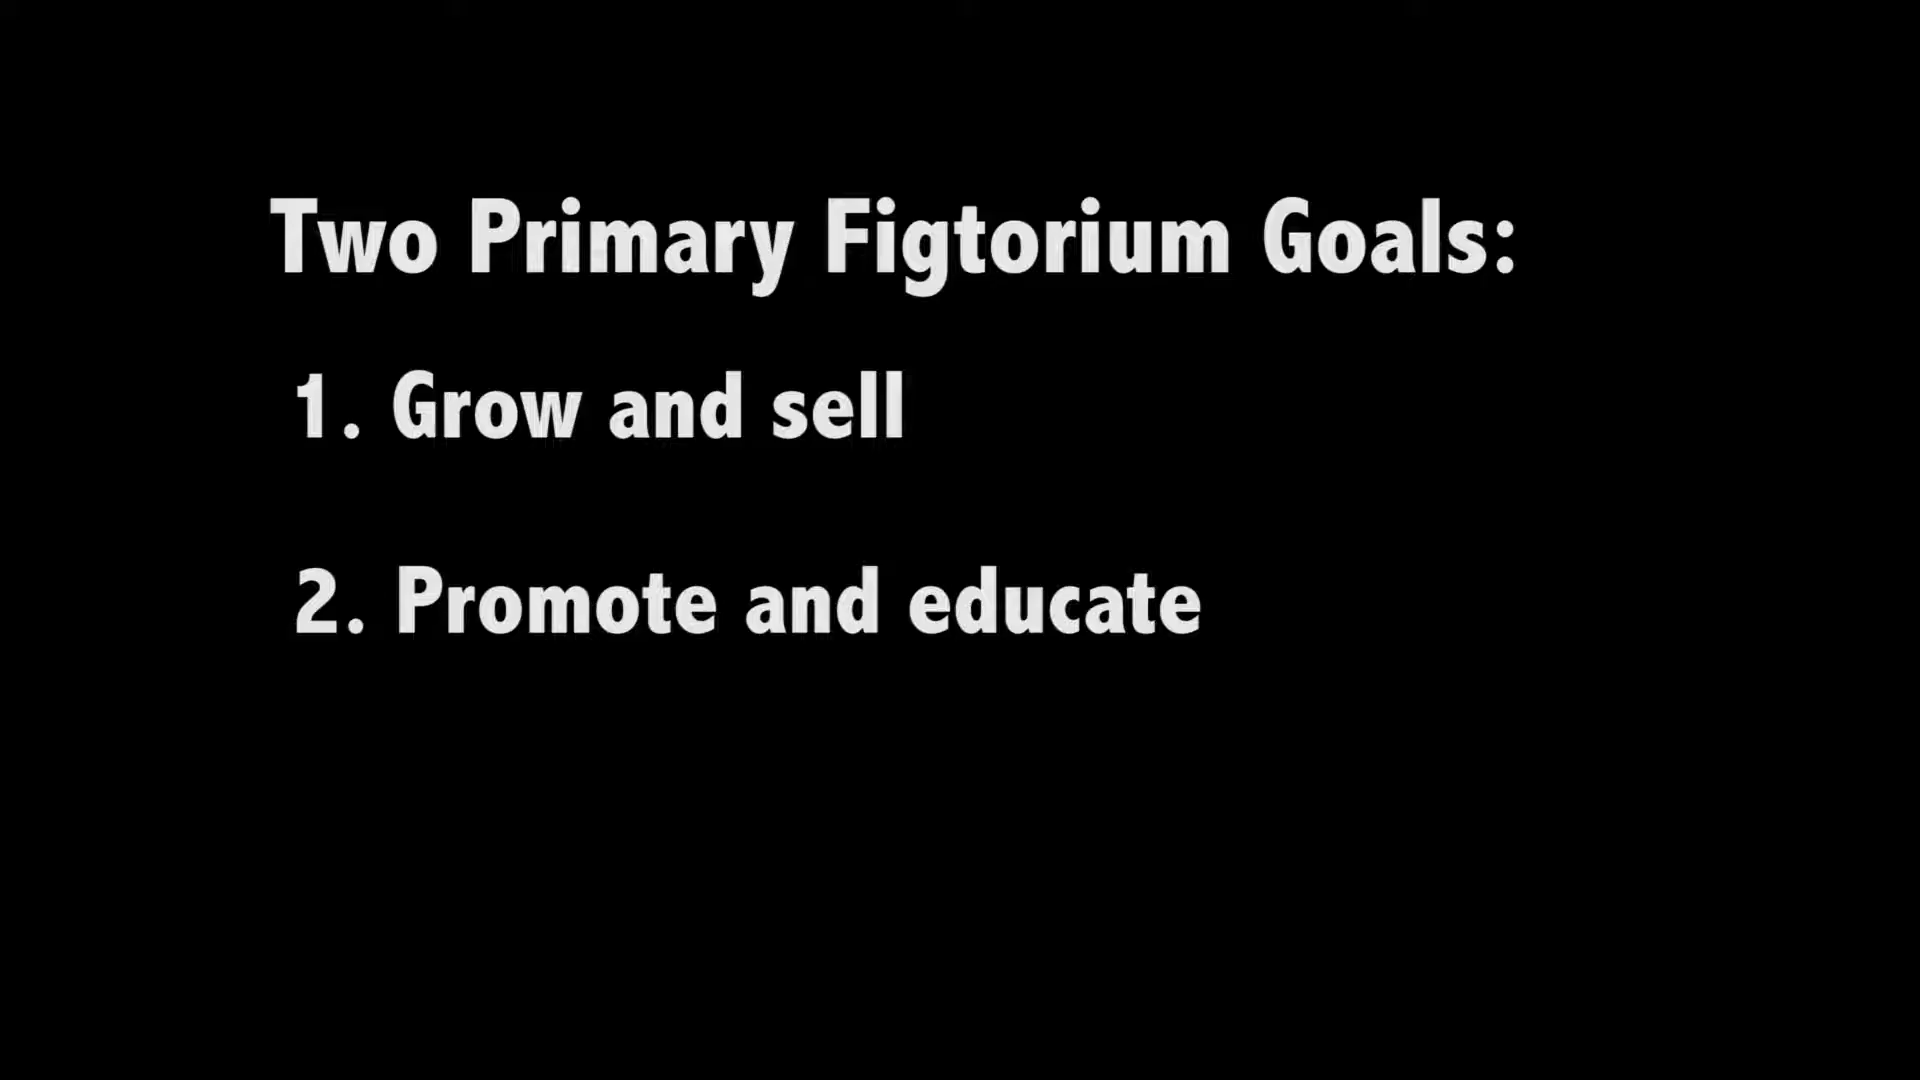 Two Primary Figtorium Goals:
1. Grow and sell
2. Promote and educate